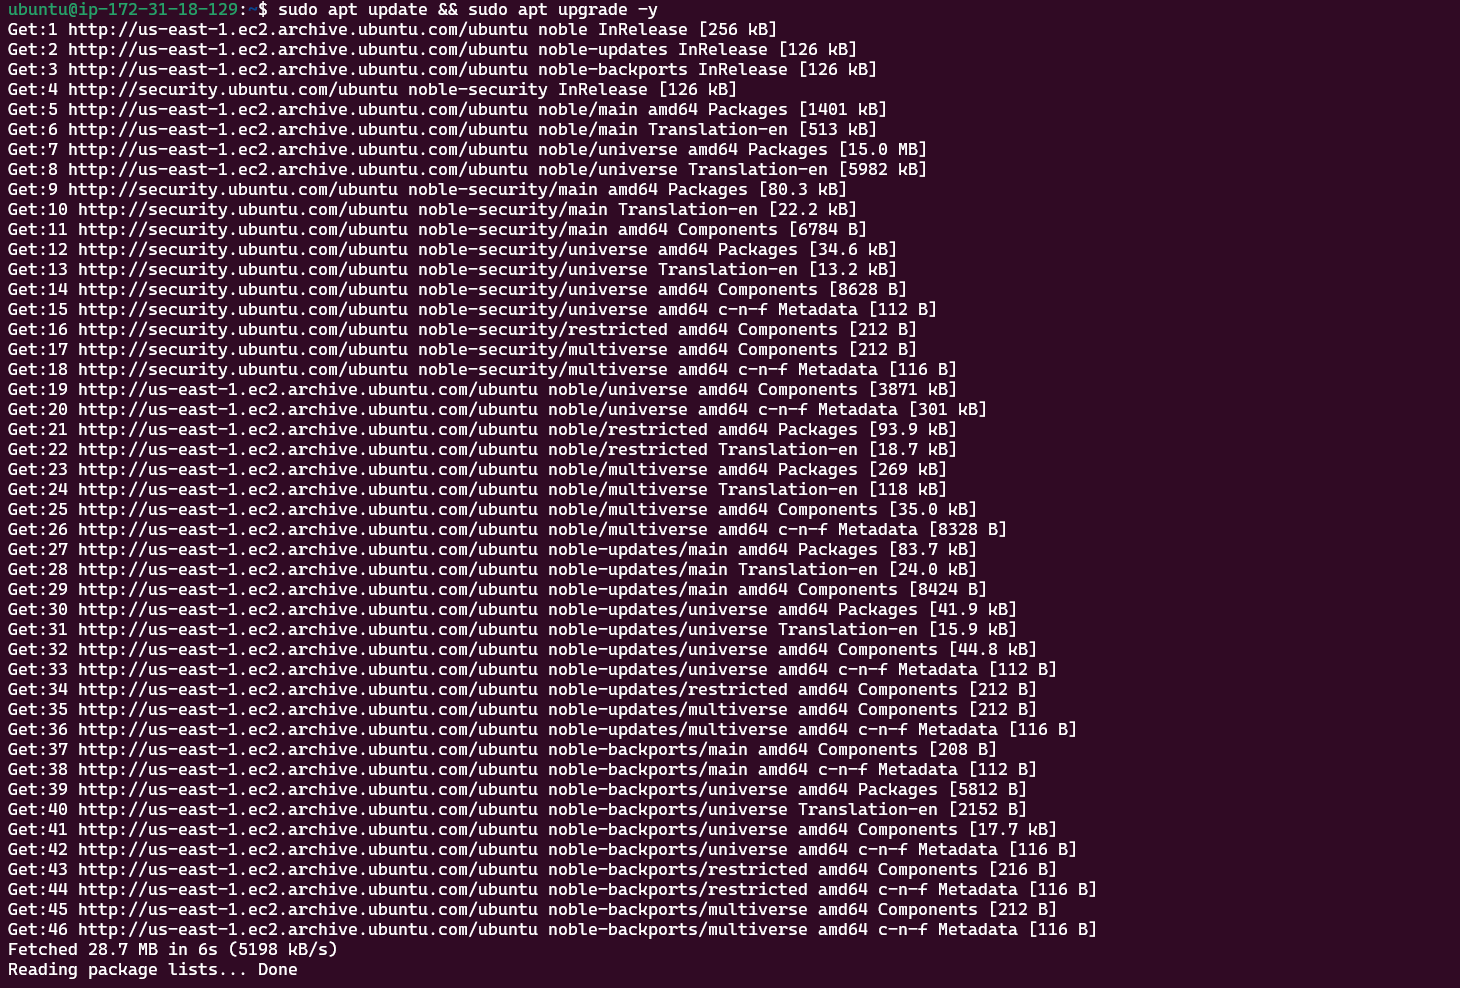 ubuntu@ip-172-31-18-129:~$ sudo apt update && sudo apt upgrade -y
Get:1 http://us-east-1.ec2.archive.ubuntu.com/ubuntu noble InRelease [256 kB]
Get:2 http://us-east-1.ec2.archive.ubuntu.com/ubuntu noble-updates InRelease [126 kB]
Get:3 http://us-east-1.ec2.archive.ubuntu.com/ubuntu noble-backports InRelease [126 kB]
Get:4 http://security.ubuntu.com/ubuntu noble-security InRelease [126 kB]
Get:5 http://us-east-1.ec2.archive.ubuntu.com/ubuntu noble/main amd64 Packages [1401 kB]
Get:6 http://us-east-1.ec2.archive.ubuntu.com/ubuntu noble/main Translation-en [513 kB]
Get:7 http://us-east-1.ec2.archive.ubuntu.com/ubuntu noble/universe amd64 Packages [15.0 MB]
Get:8 http://us-east-1.ec2.archive.ubuntu.com/ubuntu noble/universe Translation-en [5982 kB]
Get:9 http://security.ubuntu.com/ubuntu noble-security/main amd64 Packages [80.3 kB]
Get:10 http://security.ubuntu.com/ubuntu noble-security/main Translation-en [22.2 kB]
Get:11 http://security.ubuntu.com/ubuntu noble-security/main amd64 Components [6784 B]
Get:12 http://security.ubuntu.com/ubuntu noble-security/universe amd64 Packages [34.6 kB]
Get:13 http://security.ubuntu.com/ubuntu noble-security/universe Translation-en [13.2 kB]
Get:14 http://security.ubuntu.com/ubuntu noble-security/universe amd64 Components [8628 B]
Get:15 http://security.ubuntu.com/ubuntu noble-security/universe amd64 c-n-f Metadata [112 B]
Get:16 http://security.ubuntu.com/ubuntu noble-security/restricted amd64 Components [212 B]
Get:17 http://security.ubuntu.com/ubuntu noble-security/multiverse amd64 Components [212 B]
Get:18 http://security.ubuntu.com/ubuntu noble-security/multiverse amd64 c-n-f Metadata [116 B]
Get:19 http://us-east-1.ec2.archive.ubuntu.com/ubuntu noble/universe amd64 Components [3871 kB]
Get:20 http://us-east-1.ec2.archive.ubuntu.com/ubuntu noble/universe amd64 c-n-f Metadata [301 kB]
Get:21 http://us-east-1.ec2.archive.ubuntu.com/ubuntu noble/restricted amd64 Packages [93.9 kB]
Get:22 http://us-east-1.ec2.archive.ubuntu.com/ubuntu noble/restricted Translation-en [18.7 kB]
Get:23 http://us-east-1.ec2.archive.ubuntu.com/ubuntu noble/multiverse amd64 Packages [269 kB]
Get:24 http://us-east-1.ec2.archive.ubuntu.com/ubuntu noble/multiverse Translation-en [118 kB]
Get:25 http://us-east-1.ec2.archive.ubuntu.com/ubuntu noble/multiverse amd64 Components [35.0 kB]
Get:26 http://us-east-1.ec2.archive.ubuntu.com/ubuntu noble/multiverse amd64 c-n-f Metadata [8328 B]
Get:27 http://us-east-1.ec2.archive.ubuntu.com/ubuntu noble-updates/main amd64 Packages [83.7 kB]
Get:28 http://us-east-1.ec2.archive.ubuntu.com/ubuntu noble-updates/main Translation-en [24.0 kB]
Get:29 http://us-east-1.ec2.archive.ubuntu.com/ubuntu noble-updates/main amd64 Components [8424 B]
Get:30 http://us-east-1.ec2.archive.ubuntu.com/ubuntu noble-updates/universe amd64 Packages [41.9 kB]
Get:31 http://us-east-1.ec2.archive.ubuntu.com/ubuntu noble-updates/universe Translation-en [15.9 kB]
Get:32 http://us-east-1.ec2.archive.ubuntu.com/ubuntu noble-updates/universe amd64 Components [44.8 kB]
Get:33 http://us-east-1.ec2.archive.ubuntu.com/ubuntu noble-updates/universe amd64 c-n-f Metadata [112 B]
Get:34 http://us-east-1.ec2.archive.ubuntu.com/ubuntu noble-updates/restricted amd64 Components [212 B]
Get:35 http://us-east-1.ec2.archive.ubuntu.com/ubuntu noble-updates/multiverse amd64 Components [212 B]
Get:36 http://us-east-1.ec2.archive.ubuntu.com/ubuntu noble-updates/multiverse amd64 c-n-f Metadata [116 B]
Get:37 http://us-east-1.ec2.archive.ubuntu.com/ubuntu noble-backports/main amd64 Components [208 B]
Get:38 http://us-east-1.ec2.archive.ubuntu.com/ubuntu noble-backports/main amd64 c-n-f Metadata [112 B]
Get:39 http://us-east-1.ec2.archive.ubuntu.com/ubuntu noble-backports/universe amd64 Packages [5812 B]
Get:40 http://us-east-1.ec2.archive.ubuntu.com/ubuntu noble-backports/universe Translation-en [2152 B]
Get:41 http://us-east-1.ec2.archive.ubuntu.com/ubuntu noble-backports/universe amd64 Components [17.7 kB]
Get:42 http://us-east-1.ec2.archive.ubuntu.com/ubuntu noble-backports/universe amd64 c-n-f Metadata [116 B]
Get:43 http://us-east-1.ec2.archive.ubuntu.com/ubuntu noble-backports/restricted amd64 Components [216 B]
Get:44 http://us-east-1.ec2.archive.ubuntu.com/ubuntu noble-backports/restricted amd64 c-n-f Metadata [116 B]
Get:45 http://us-east-1.ec2.archive.ubuntu.com/ubuntu noble-backports/multiverse amd64 Components [212 B]
Get:46 http://us-east-1.ec2.archive.ubuntu.com/ubuntu noble-backports/multiverse amd64 c-n-f Metadata [116 B]
Fetched 28.7 MB in 6s (5198 kB/s)
Reading package lists... Done